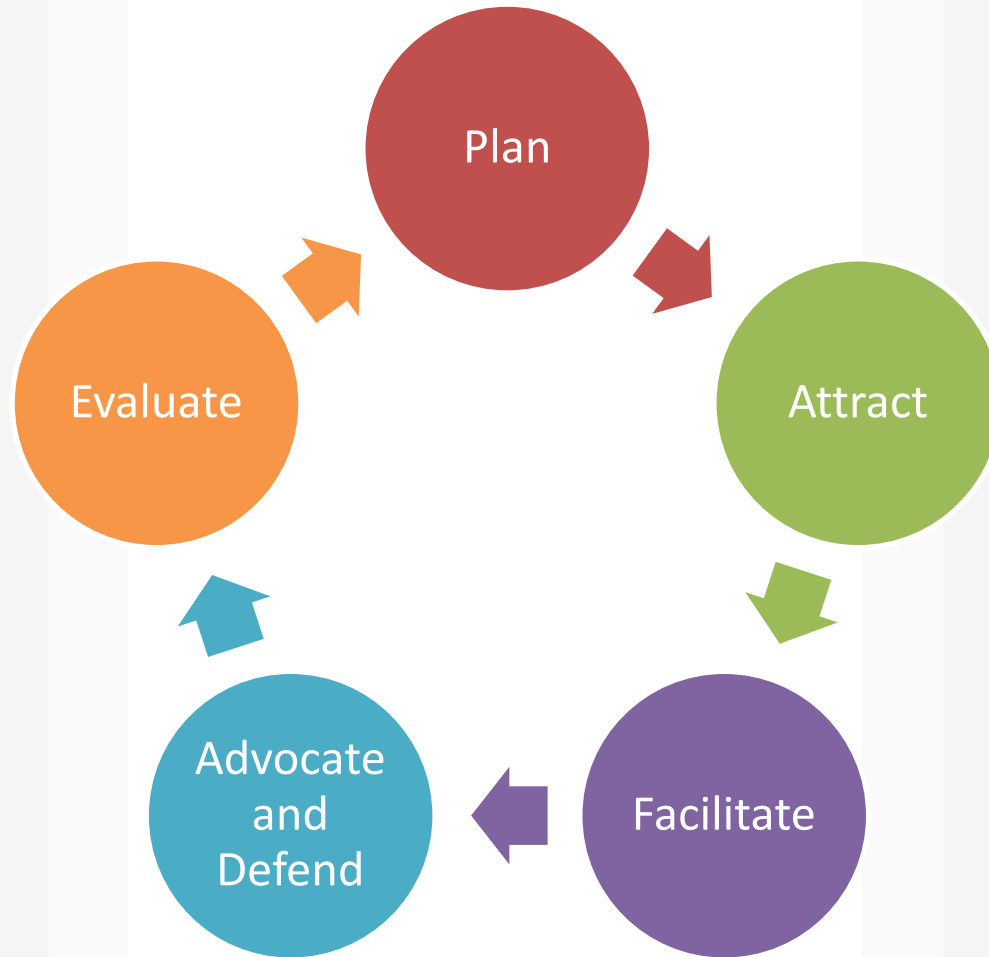 Plan
Attract
Facilitate
Advocate
and
Defend
Evaluate